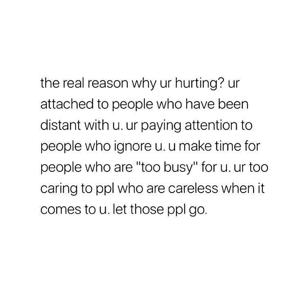 the real reason why ur hurting? ur
attached to people who have been
distant with u. ur paying attention to
people who ignore u. u make time for
people who are "too busy" for u. ur too
caring to ppl who are careless when it
comes to u. let those ppl go.